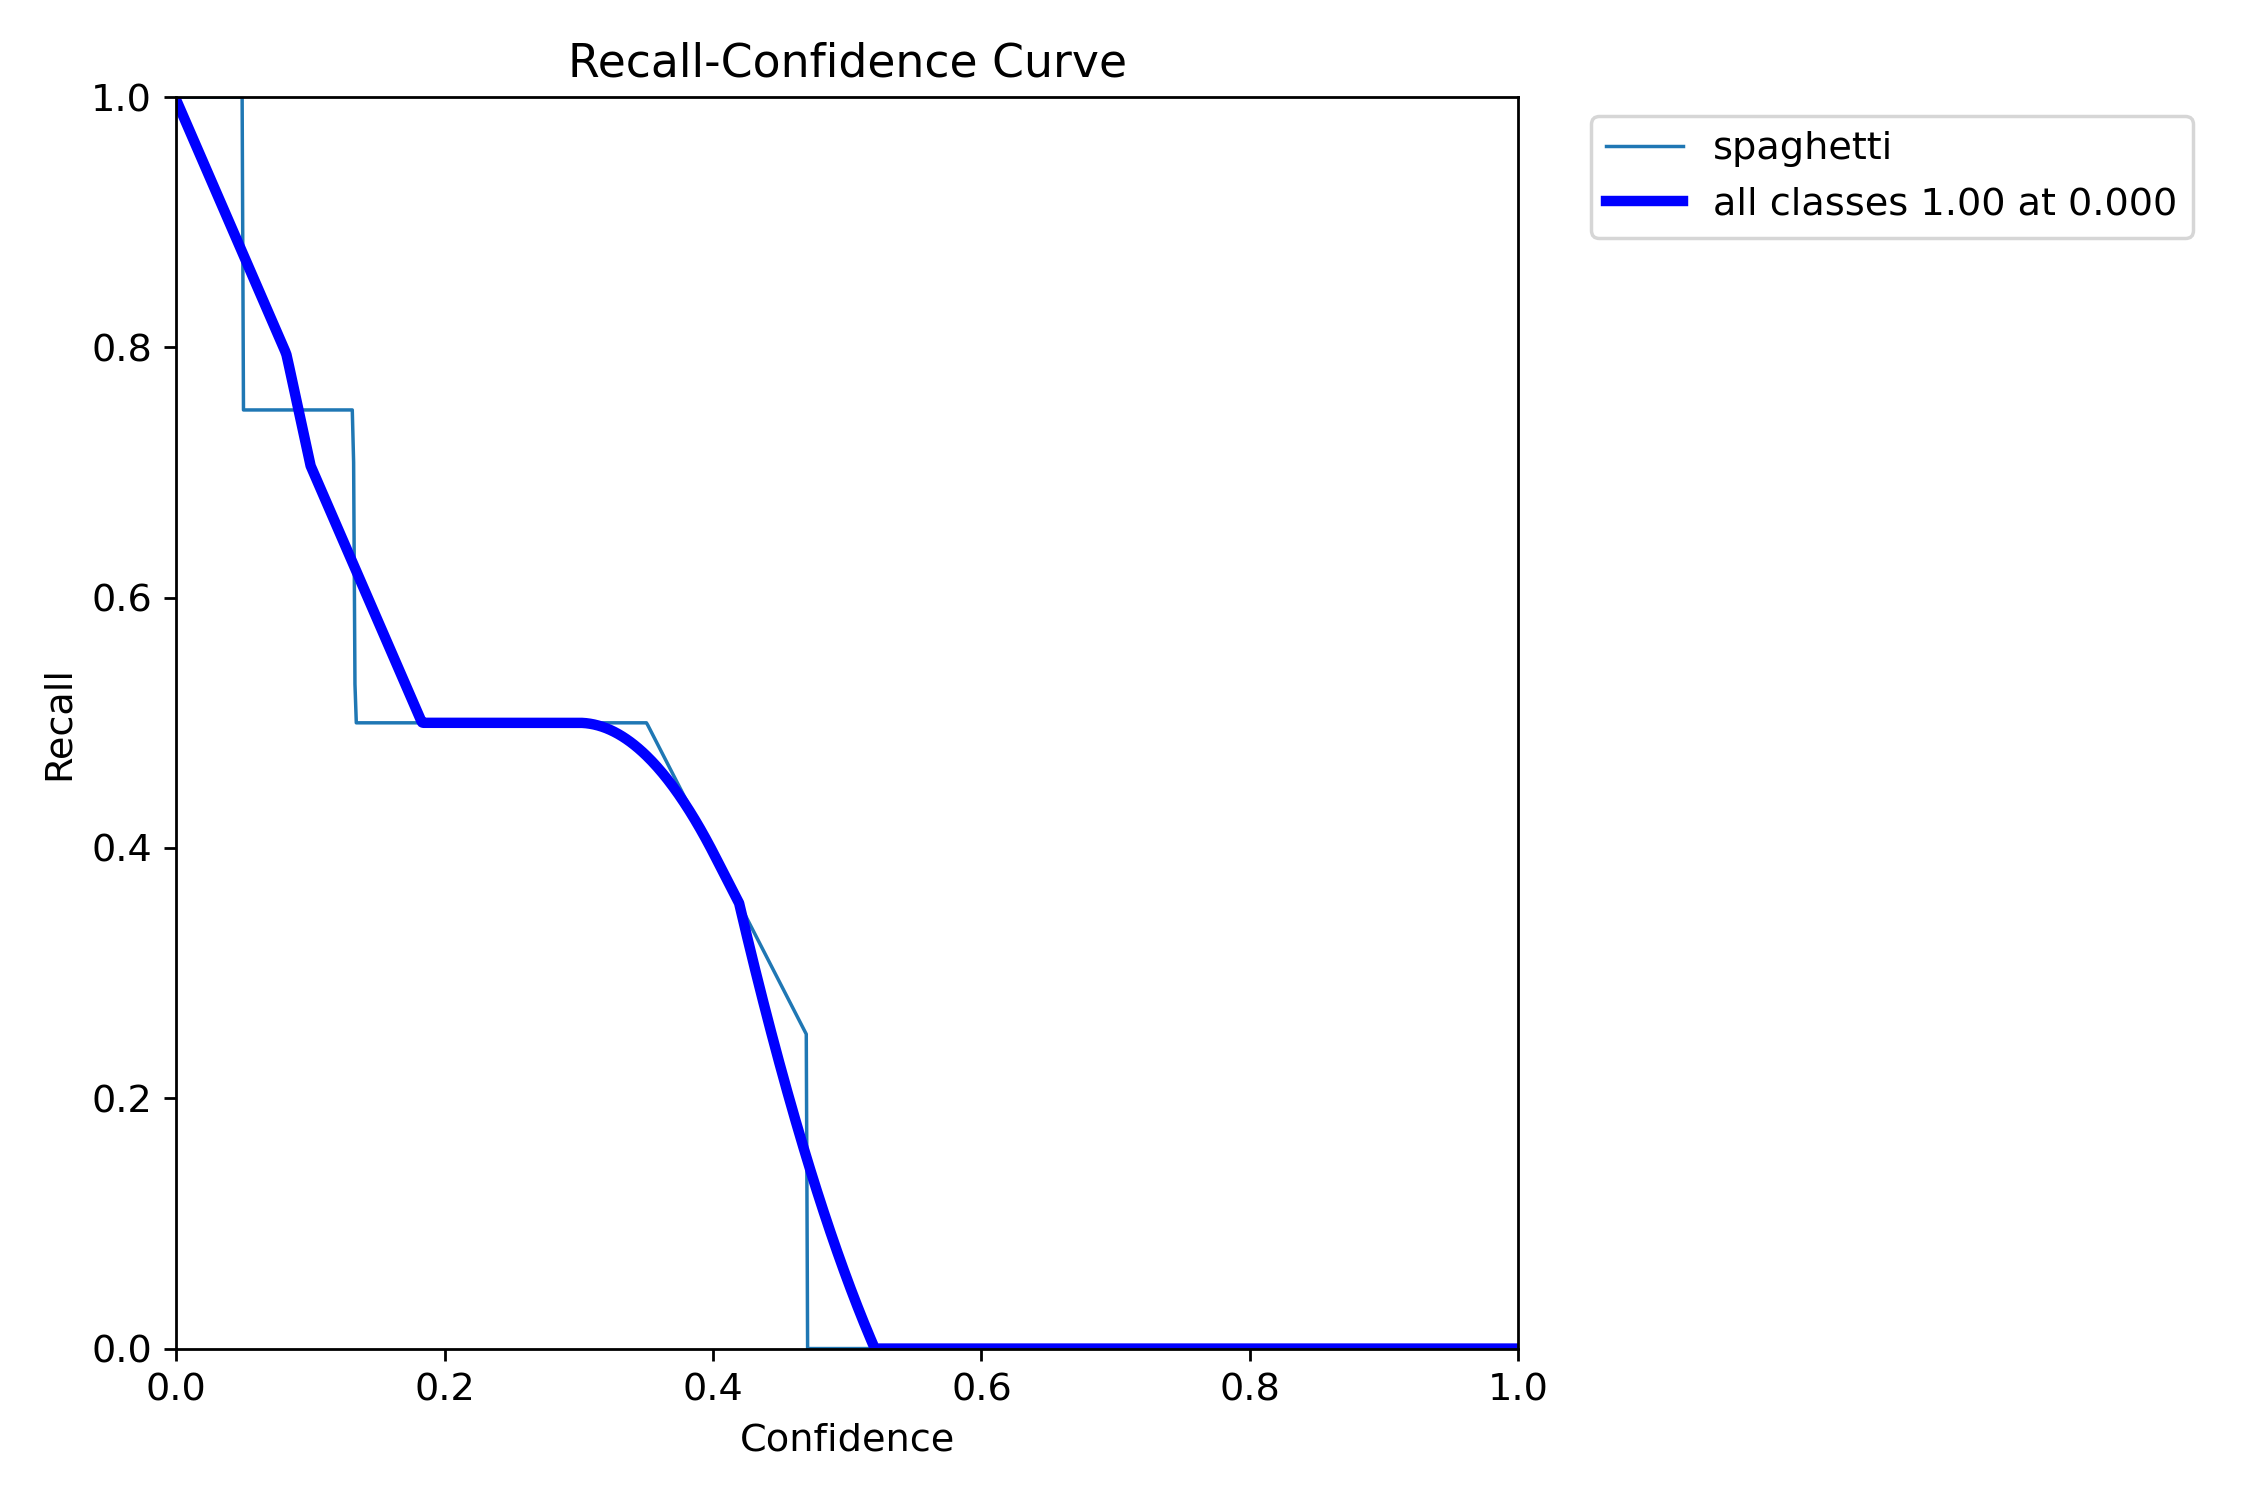 Recall-Confidence Curve
1.0
0.8
0.6
0.4
0.2
0.0
Recall
0.0 0.2 0.4 0.6 0.8 1.0
Confidence
spaghetti
all classes 1.00 at 0.000